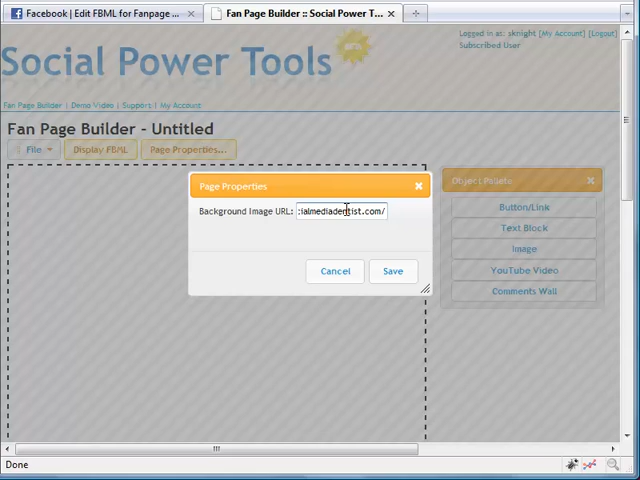 Facebook | Edit FBML for Fanpage ...
Fan Page Builder :: Social Power T...
Logged in as: sknight [My Account] [Logout]
Subscribed User
Social Power Tools
Fan Page Builder | Demo Video | Support | My Account
Fan Page Builder - Untitled
File
Display FBML
Page Properties...
Page Properties
Background Image URL: :ialmediadentist.com/
Cancel
Save
Object Pallete
Button/Link
Text Block
Image
YouTube Video
Comments Wall
Done